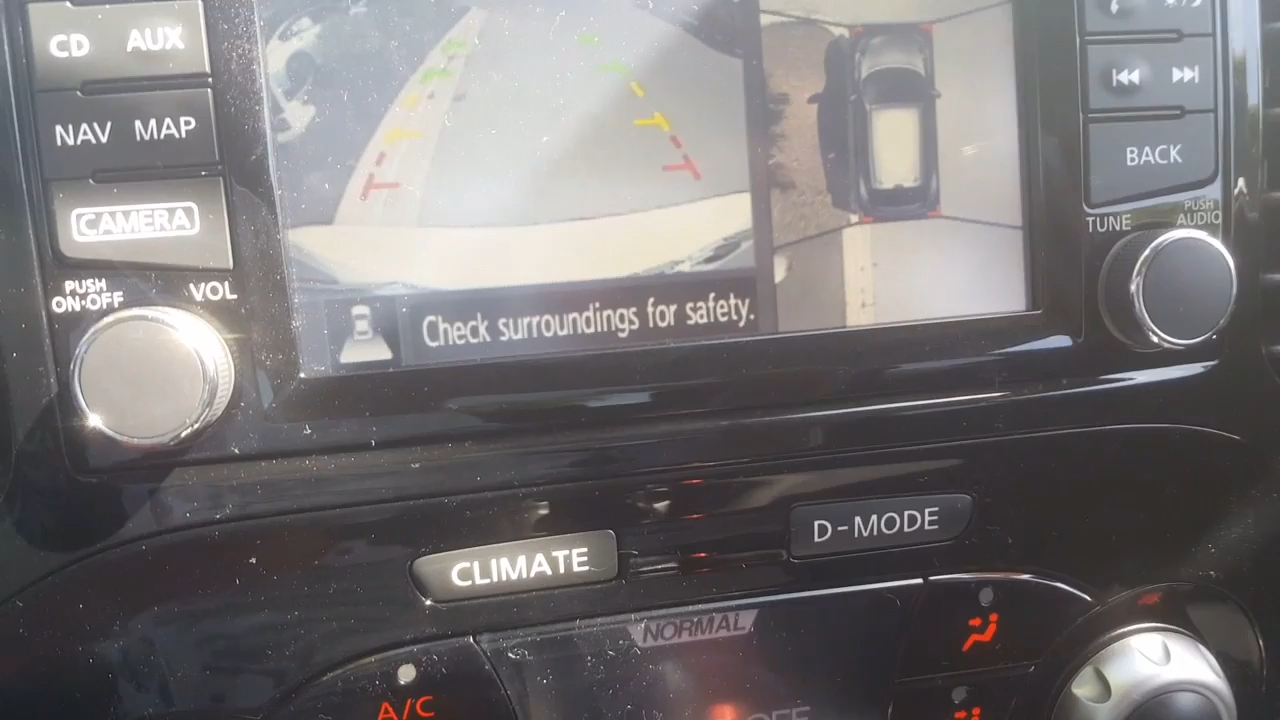 CD AUX
NAV MAP
CAMERA
PUSH
ON·OFF
VOL
Check surroundings for safety.
BACK
TUNE
PUSH
AUDIO
CLIMATE
D-MODE
NORMAL
A/C
OFF